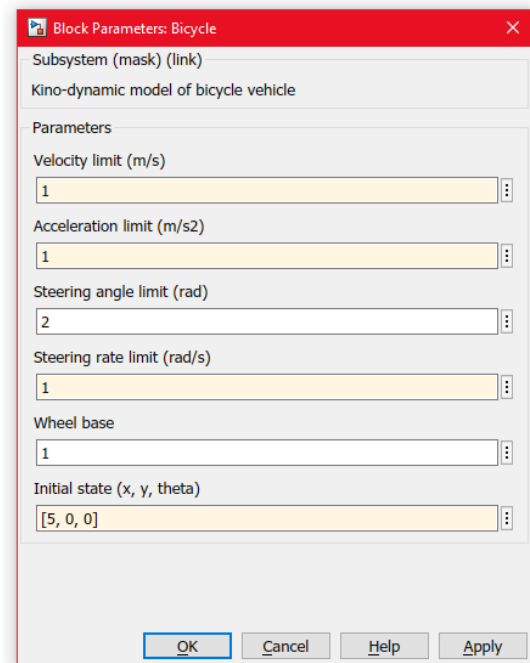 Block Parameters: Bicycle
Subsystem (mask) (link)
Kino-dynamic model of bicycle vehicle
Parameters
Velocity limit (m/s)
1
Acceleration limit (m/s2)
1
Steering angle limit (rad)
2
Steering rate limit (rad/s)
1
Wheel base
1
Initial state (x, y, theta)
[5, 0, 0]
OK Cancel Help Apply